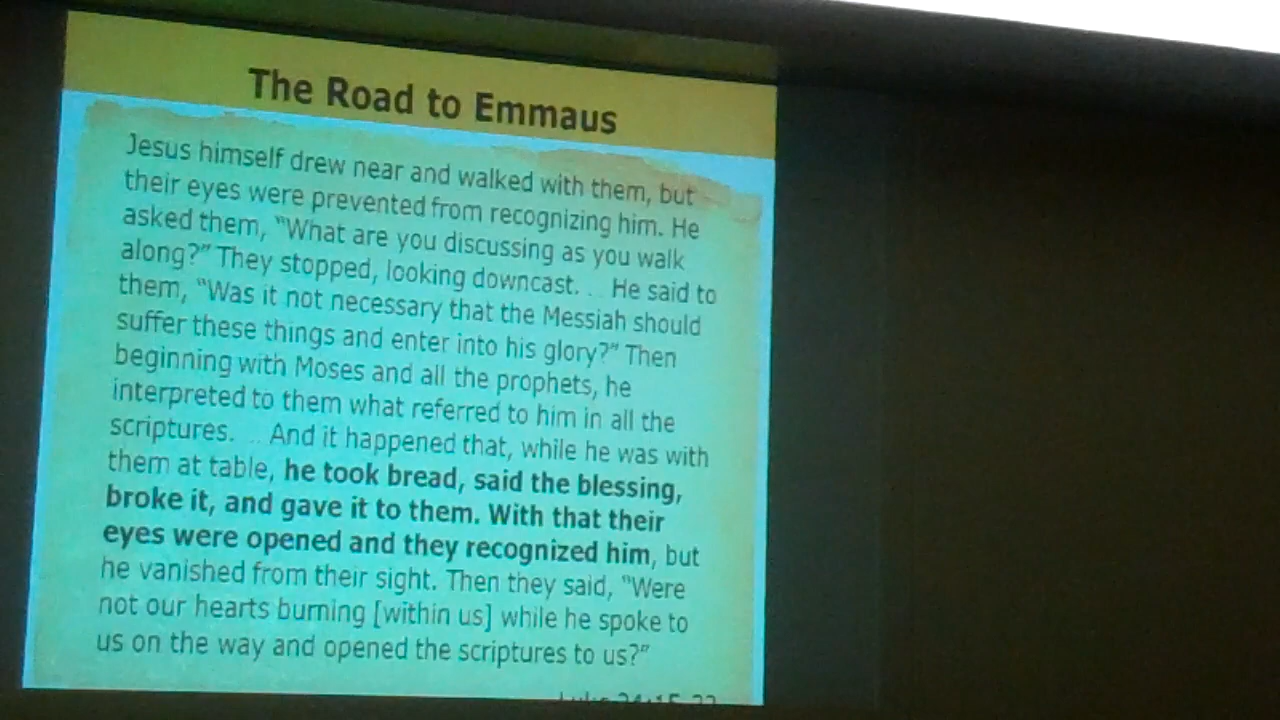 The Road to Emmaus
Jesus himself drew near and walked with them, but
their eyes were prevented from recognizing him. He
asked them, “What are you discussing as you walk
along?” They stopped, looking downcast. . . He said to
them, “Was it not necessary that the Messiah should
suffer these things and enter into his glory?” Then
beginning with Moses and all the prophets, he
interpreted to them what referred to him in all the
scriptures. . . And it happened that, while he was with
them at table, he took bread, said the blessing,
broke it, and gave it to them. With that their
eyes were opened and they recognized him, but
he vanished from their sight. Then they said, “Were
not our hearts burning [within us] while he spoke to
us on the way and opened the scriptures to us?”